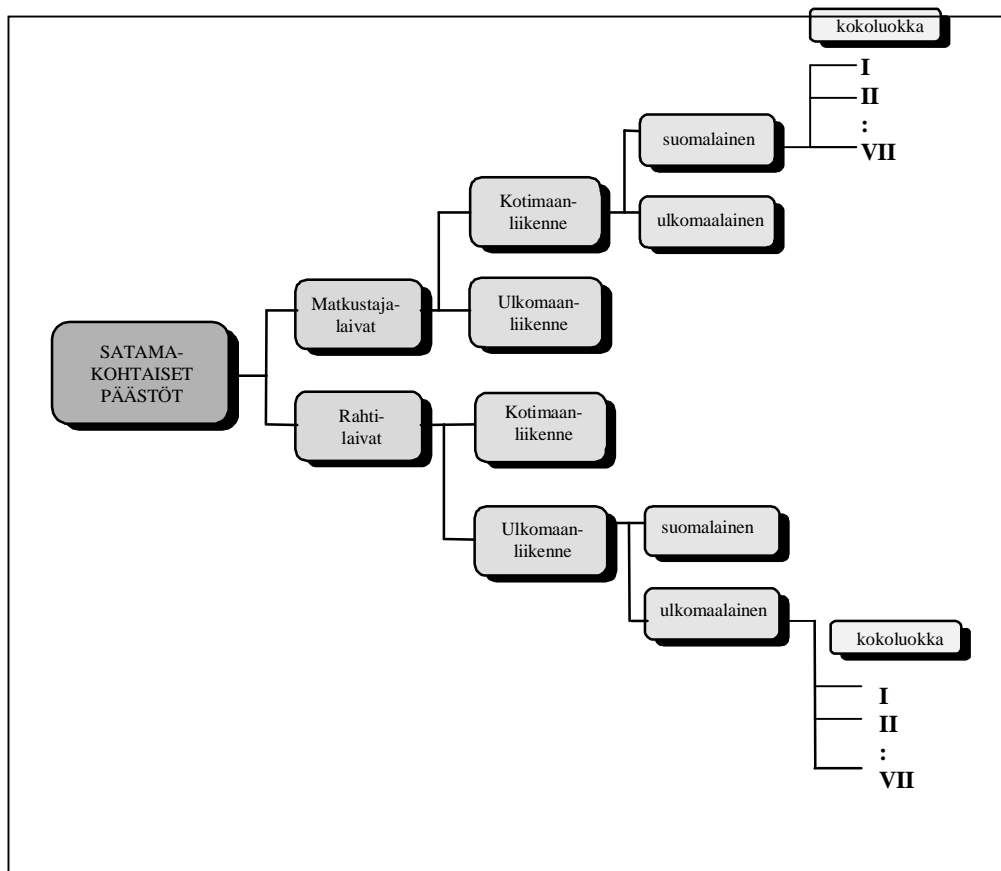 kokoluokka
I
II
:
VII
suomalainen
ulkomaalainen
Kotimaan-
liikenne
Ulkomaan-
liikenne
Matkustaja-
laivat
SATAMA-
KOHTAISET
PÄÄSTÖT
Rahti-
laivat
Kotimaan-
liikenne
Ulkomaan-
liikenne
suomalainen
ulkomaalainen
kokoluokka
I
II
:
VII